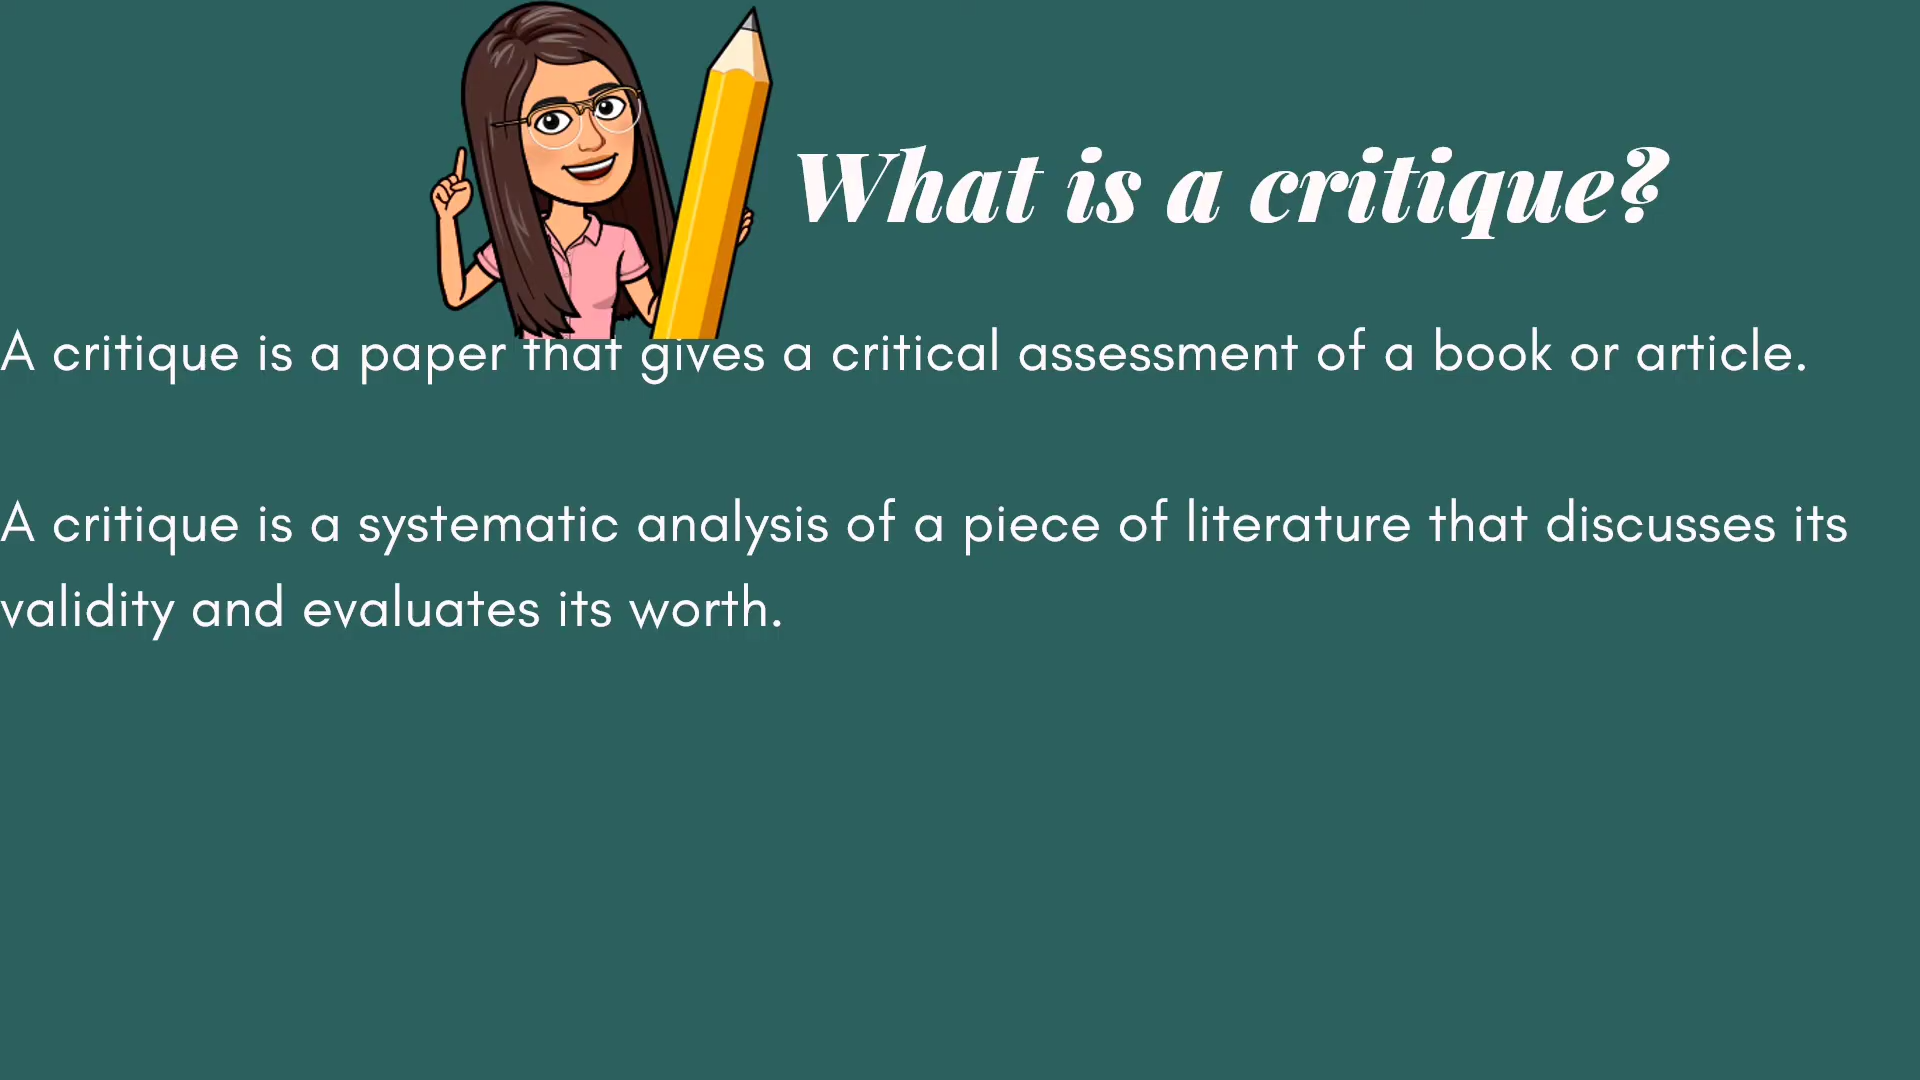 What is a critique?
A critique is a paper that gives a critical assessment of a book or article.
A critique is a systematic analysis of a piece of literature that discusses its
validity and evaluates its worth.